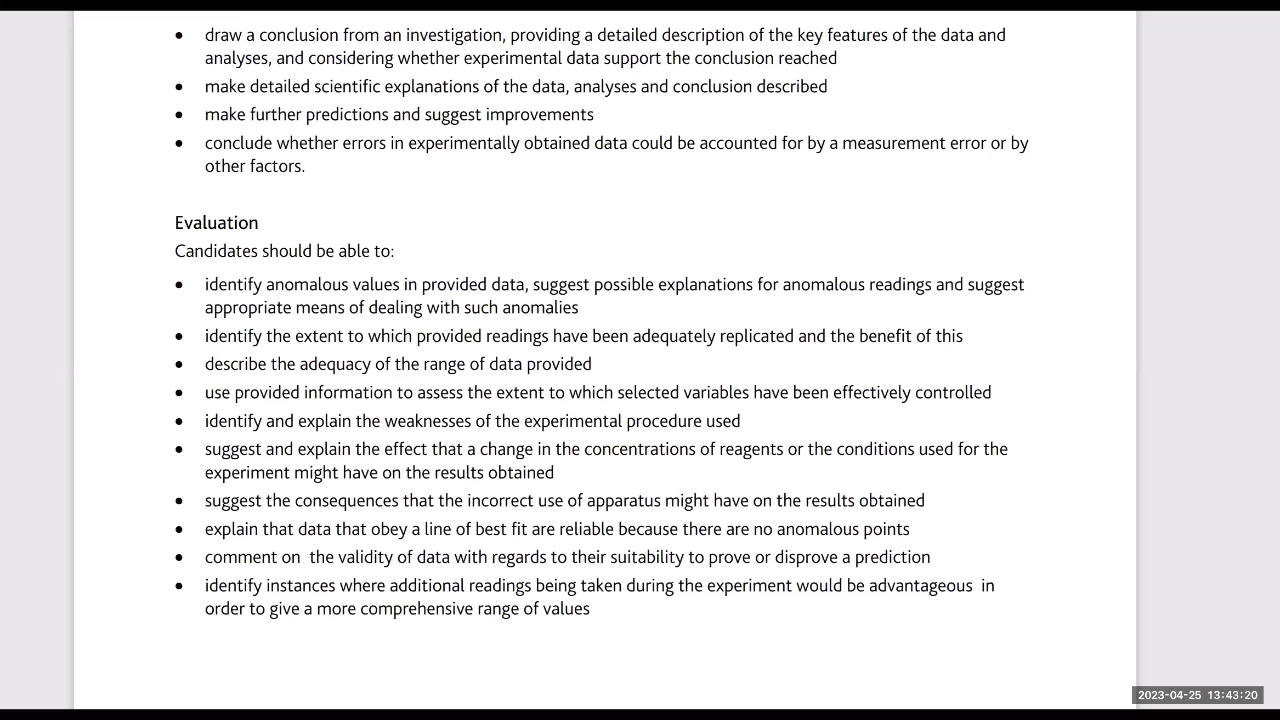 • draw a conclusion from an investigation, providing a detailed description of the key features of the data and
analyses, and considering whether experimental data support the conclusion reached
• make detailed scientific explanations of the data, analyses and conclusion described
• make further predictions and suggest improvements
• conclude whether errors in experimentally obtained data could be accounted for by a measurement error or by
other factors.
Evaluation
Candidates should be able to:
• identify anomalous values in provided data, suggest possible explanations for anomalous readings and suggest
appropriate means of dealing with such anomalies
• identify the extent to which provided readings have been adequately replicated and the benefit of this
• describe the adequacy of the range of data provided
• use provided information to assess the extent to which selected variables have been effectively controlled
• identify and explain the weaknesses of the experimental procedure used
• suggest and explain the effect that a change in the concentrations of reagents or the conditions used for the
experiment might have on the results obtained
• suggest the consequences that the incorrect use of apparatus might have on the results obtained
• explain that data that obey a line of best fit are reliable because there are no anomalous points
• comment on  the validity of data with regards to their suitability to prove or disprove a prediction
• identify instances where additional readings being taken during the experiment would be advantageous  in
order to give a more comprehensive range of values
2023-04-25 13:43:20